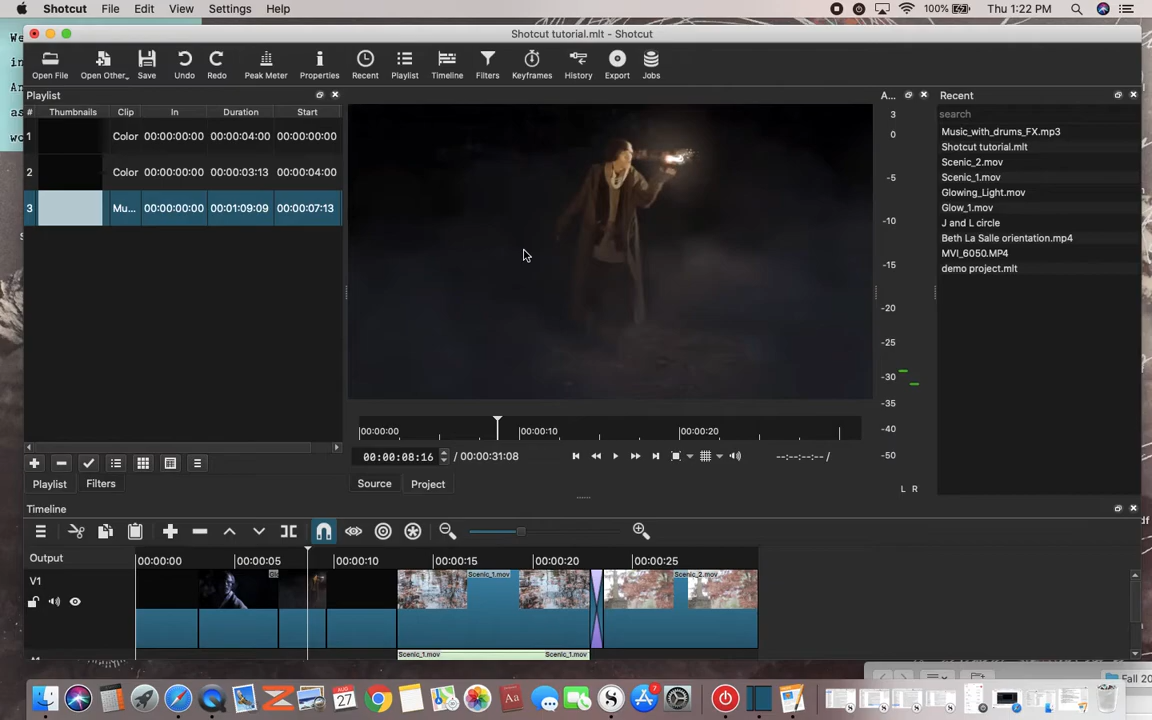 Shotcut File Edit View Settings Help
100% Thu 1:22 PM
Shotcut tutorial.mlt - Shotcut
Open File Open Other.. Save Undo Redo Peak Meter Properties Recent Playlist Timeline Filters Keyframes History Export Jobs
Playlist
# Thumbnails Clip In Duration Start
1 Color 00:00:00:00 00:00:04:00 00:00:00:00
2 Color 00:00:00:00 00:00:03:13 00:00:04:00
3 Mu... 00:00:00:00 00:01:09:09 00:00:07:13
Playlist Filters
00:00:00 00:00:10 00:00:20
00:00:08:16 / 00:00:31:08
--:--:--:-- /
Source Project
A...
3
0
-5
-10
-15
-20
-25
-30
-35
-40
-45
-50
L R
Recent
search
Music_with_drums_FX.mp3
Shotcut tutorial.mlt
Scenic_2.mov
Scenic_1.mov
Glowing_Light.mov
Glow_1.mov
J and L circle
Beth La Salle orientation.mp4
MVI_6050.MP4
demo project.mlt
Timeline
Output
00:00:00 00:00:05 00:00:10 00:00:15 00:00:20 00:00:25
V1
Scenic_1.mov Scenic_2.mov
Scenic_1.mov Scenic_1.mov
Fall 20
AUG
27
7